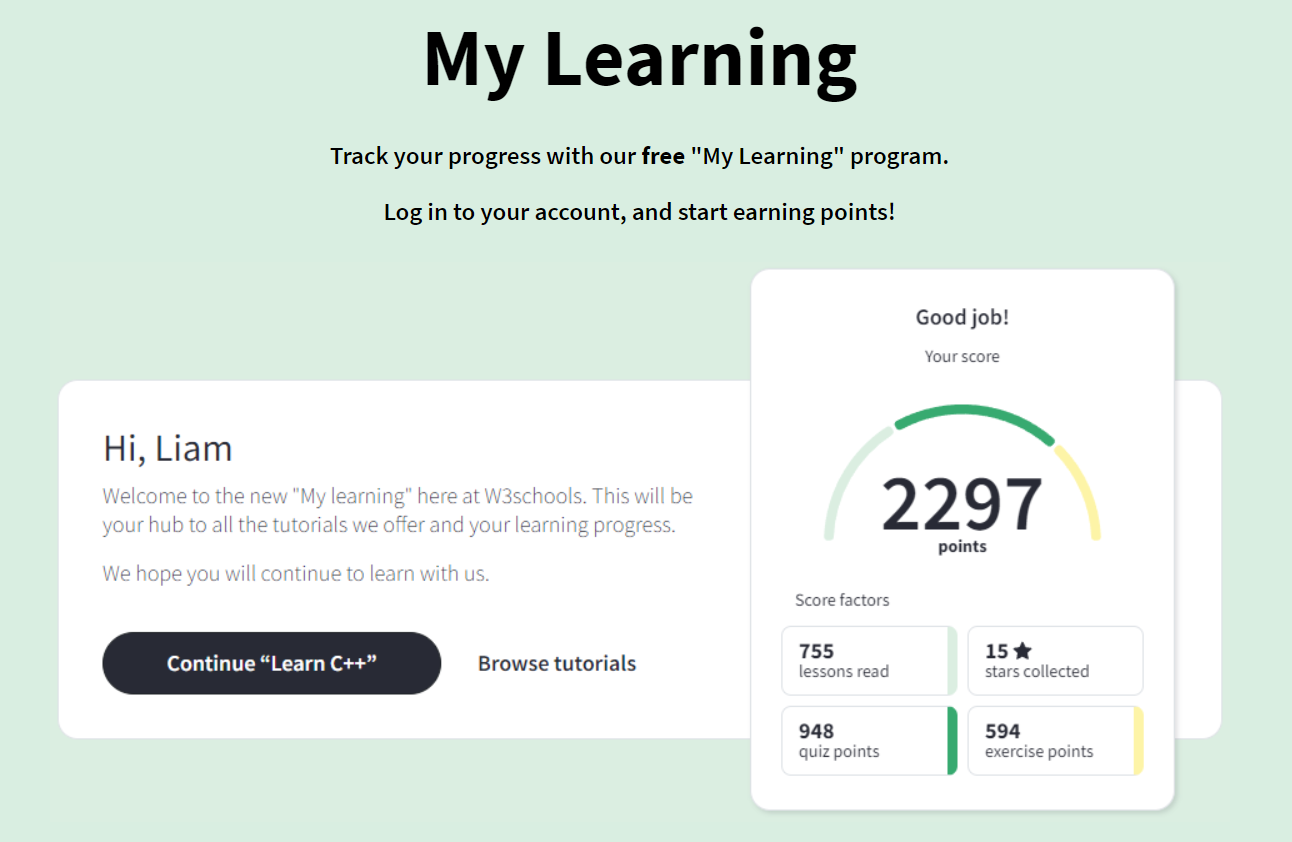 My Learning
Track your progress with our free "My Learning" program.
Log in to your account, and start earning points!
Hi, Liam
Welcome to the new "My learning" here at W3schools. This will be
your hub to all the tutorials we offer and your learning progress.
We hope you will continue to learn with us.
Continue “Learn C++”
Browse tutorials
Good job!
Your score
2297
points
Score factors
755
lessons read
15 ★
stars collected
948
quiz points
594
exercise points